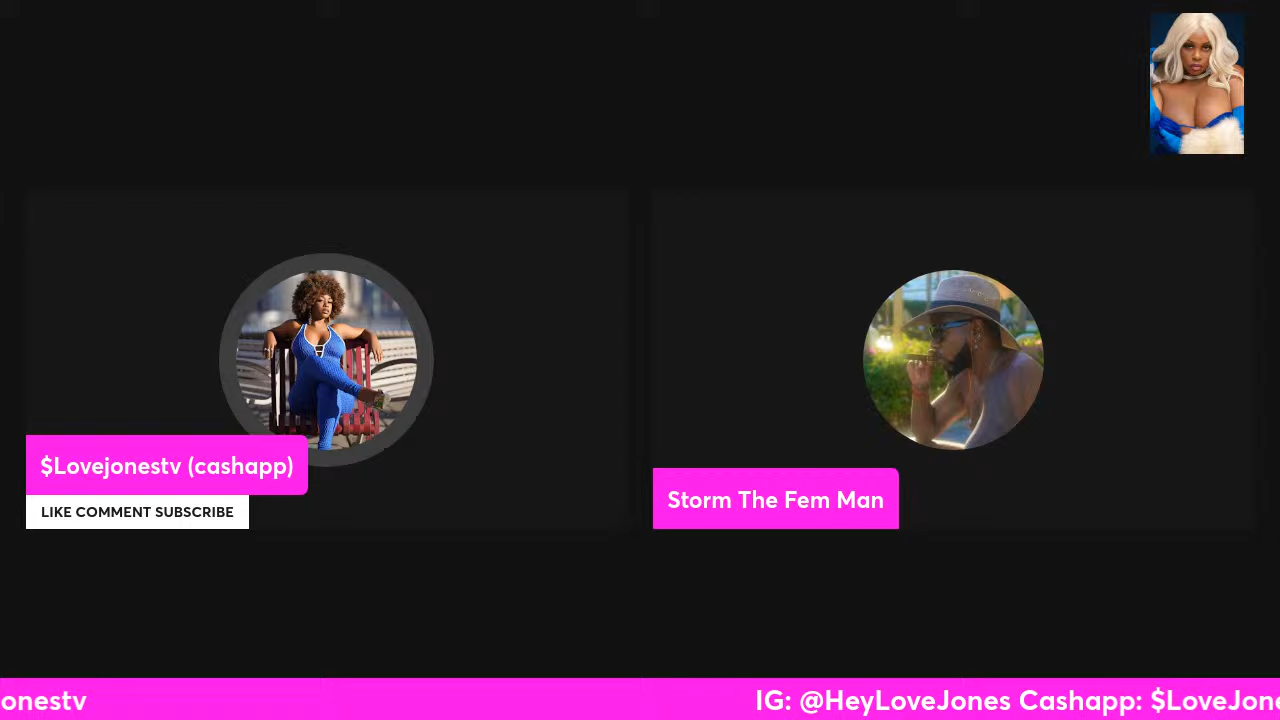 $Lovejonestv (cashapp)
LIKE COMMENT SUBSCRIBE
Storm The Fem Man
onestv
IG: @HeyLoveJones Cashapp: $LoveJone